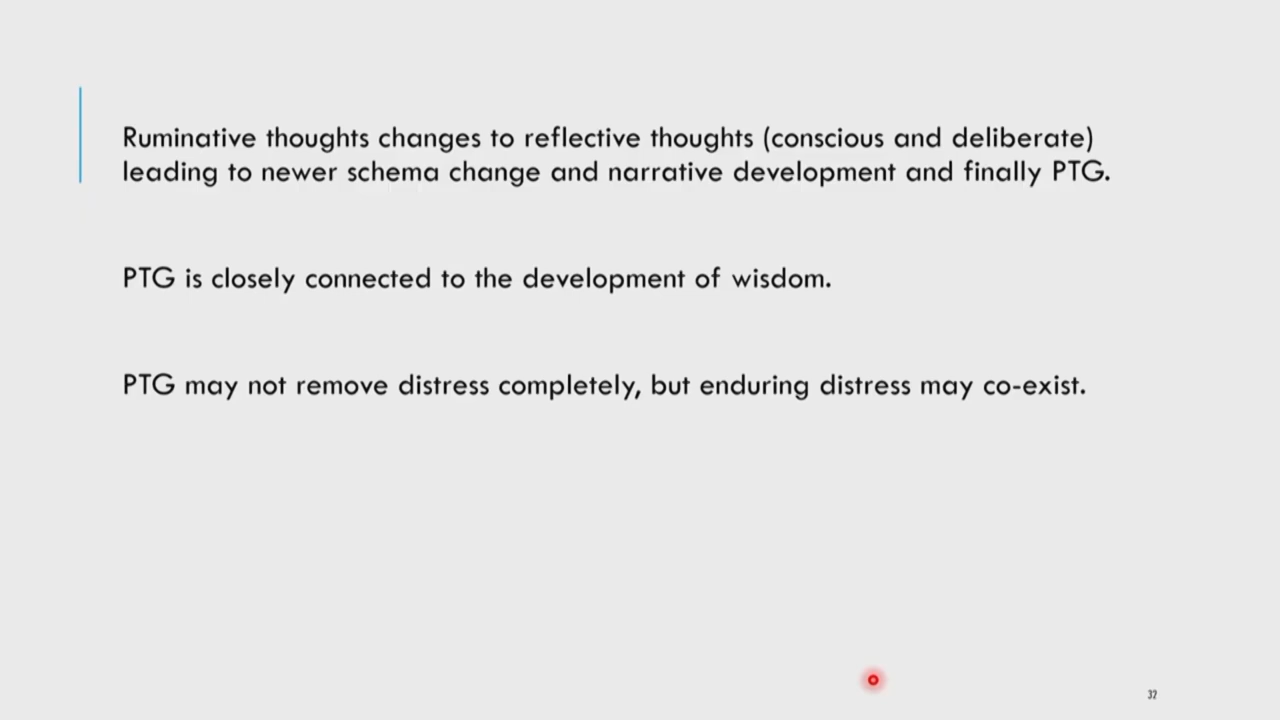 Ruminative thoughts changes to reflective thoughts (conscious and deliberate)
leading to newer schema change and narrative development and finally PTG.
PTG is closely connected to the development of wisdom.
PTG may not remove distress completely, but enduring distress may co-exist.
32